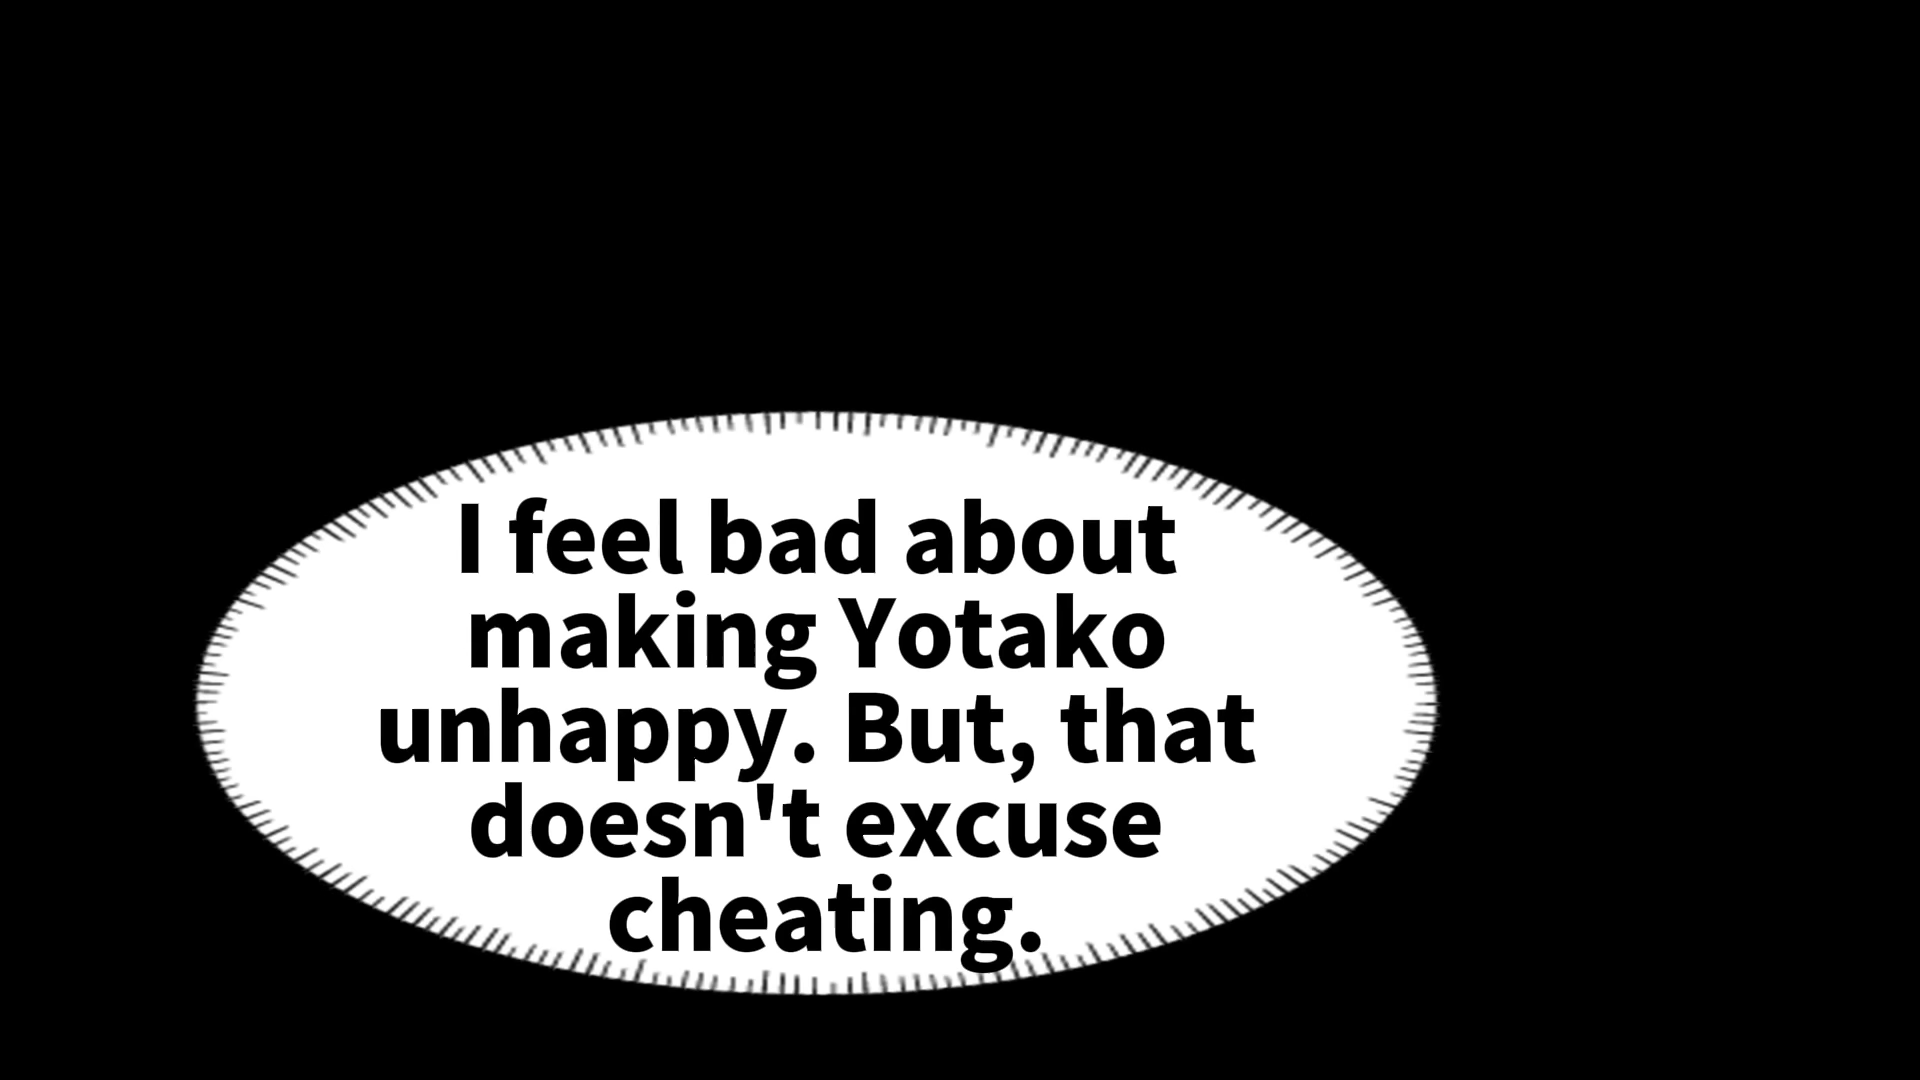 I feel bad about
making Yotako
unhappy. But, that
doesn't excuse
cheating.